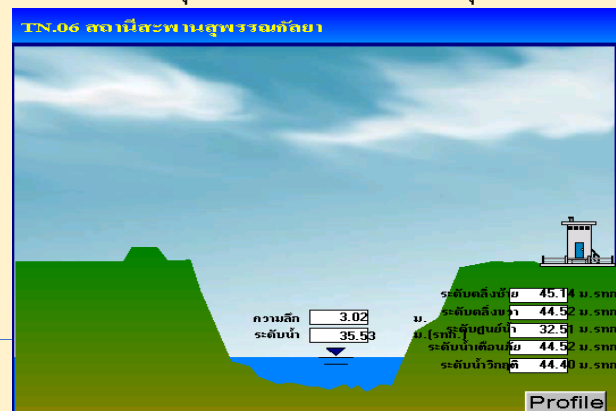 TN.06 สถานีสะพานสุพรรณกัลยา
ความลึก 3.02 ม.
ระดับน้ำ 35.53 ม.(รทก.)
ระดับตลิ่งซ้าย 45.14 ม.รทก
ระดับตลิ่งขวา 44.52 ม.รทก
ระดับศูนย์น้ำ 32.51 ม.รทก
ระดับน้ำเตือนภัย 44.52 ม.รทก
ระดับน้ำวิกฤติ 44.40 ม.รทก
Profile